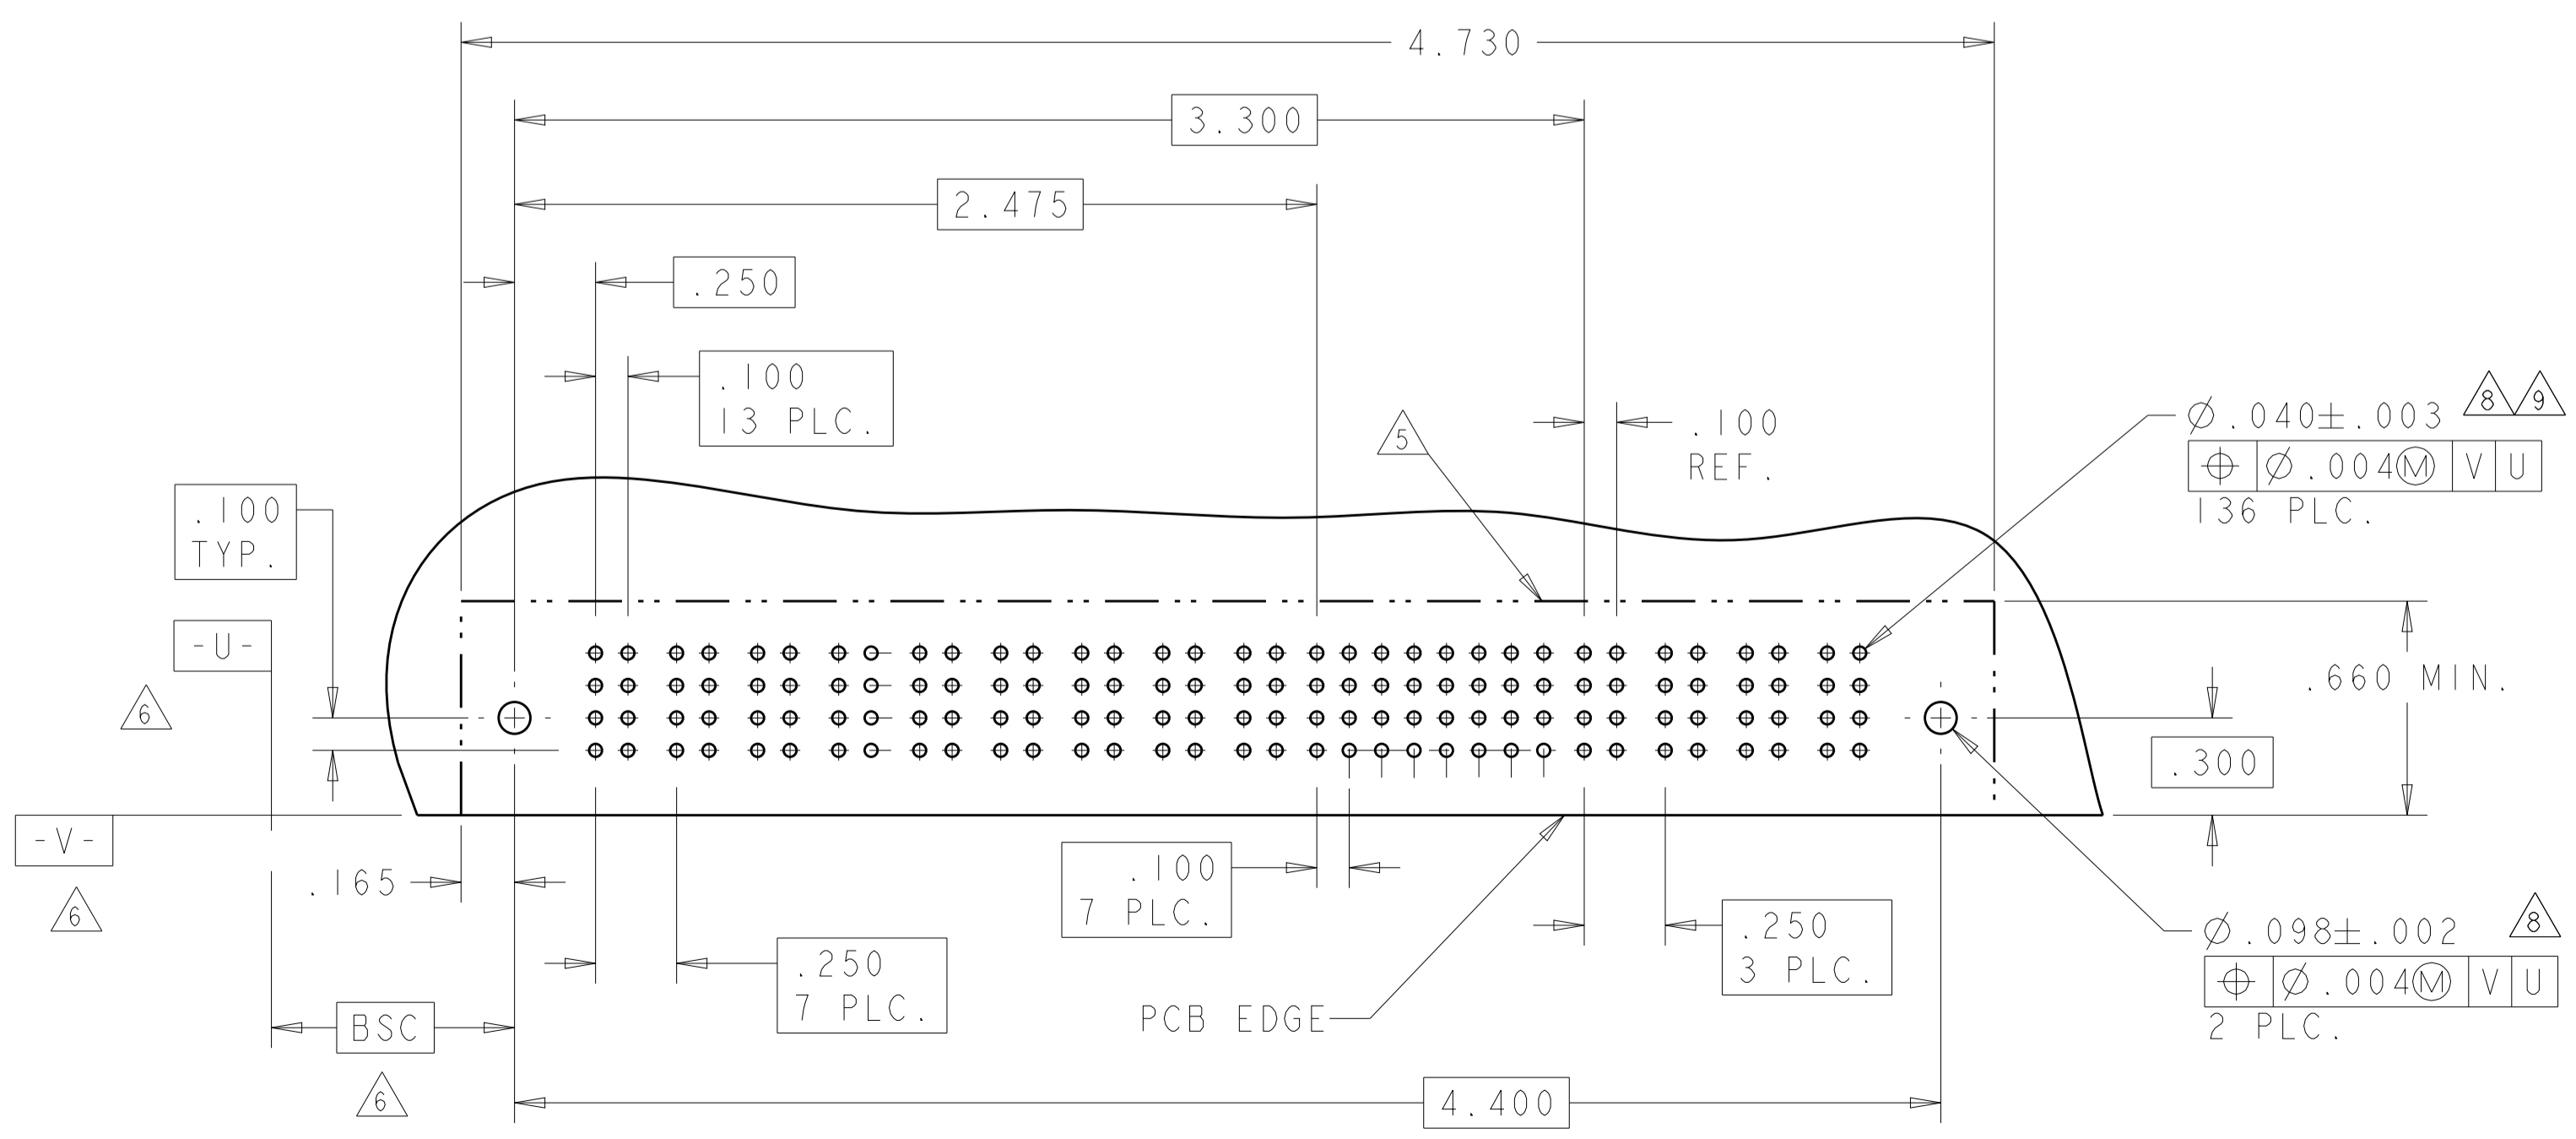 4.730
3.300
2.475
.250
.100
13 PLC.
.100
REF.
5
8 9
Ø.040±.003
⌖ Ø.004Ⓜ V U
136 PLC.
.100
TYP.
-U-
6
.660 MIN.
.300
-V-
6
.165
.100
7 PLC.
.250
3 PLC.
.250
7 PLC.
PCB EDGE
8
Ø.098±.002
⌖ Ø.004Ⓜ V U
2 PLC.
BSC
6
4.400